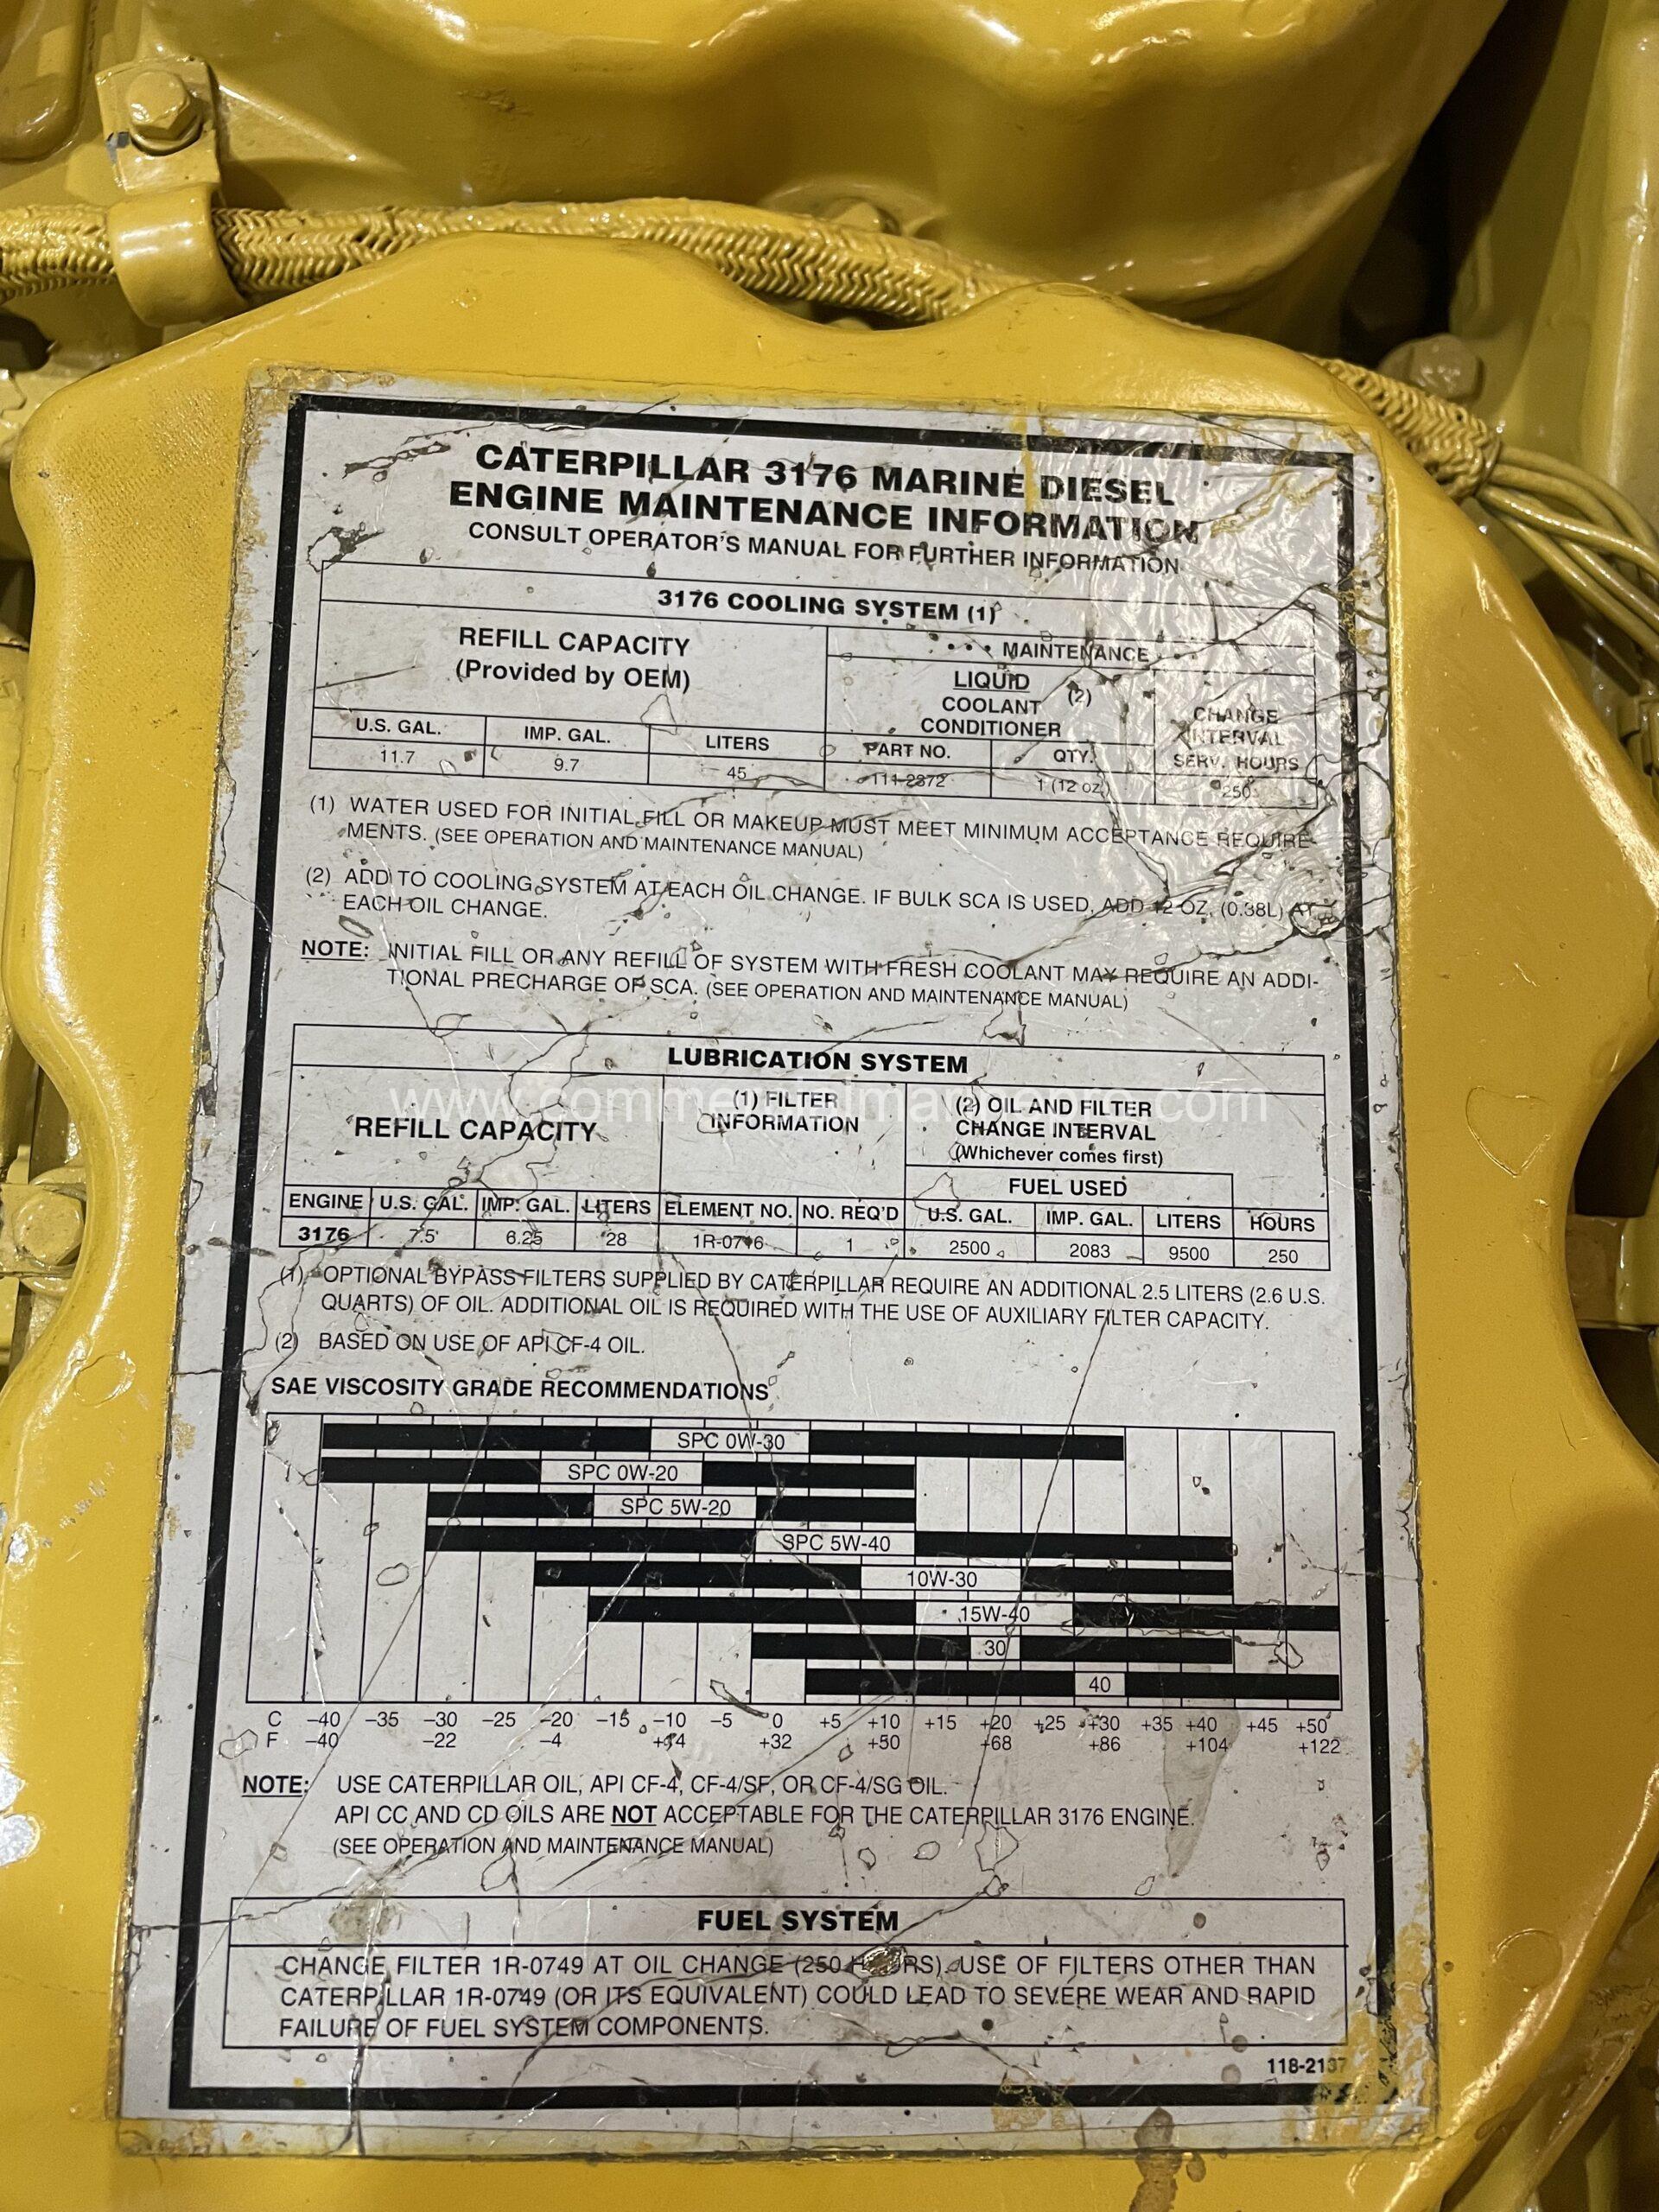 CATERPILLAR 3176 MARINE DIESEL
ENGINE MAINTENANCE INFORMATION
CONSULT OPERATOR'S MANUAL FOR FURTHER INFORMATION
3176 COOLING SYSTEM (1)
REFILL CAPACITY
(Provided by OEM)
MAINTENANCE
LIQUID (2)
COOLANT
CONDITIONER
CHANGE
INTERVAL
SERV. HOURS
U.S. GAL. IMP. GAL. LITERS PART NO. QTY.
11.7 9.7 45 111-2372 1 (12 oz.) 250
(1) WATER USED FOR INITIAL FILL OR MAKEUP MUST MEET MINIMUM ACCEPTANCE REQUIRE-
MENTS. (SEE OPERATION AND MAINTENANCE MANUAL)
(2) ADD TO COOLING SYSTEM AT EACH OIL CHANGE. IF BULK SCA IS USED, ADD 12 OZ. (0.38L) AT
EACH OIL CHANGE.
NOTE: INITIAL FILL OR ANY REFILL OF SYSTEM WITH FRESH COOLANT MAY REQUIRE AN ADDI-
TIONAL PRECHARGE OF SCA. (SEE OPERATION AND MAINTENANCE MANUAL)
LUBRICATION SYSTEM
REFILL CAPACITY
(1) FILTER
INFORMATION
(2) OIL AND FILTER
CHANGE INTERVAL
(Whichever comes first)
FUEL USED
ENGINE U.S. GAL. IMP. GAL. LITERS ELEMENT NO. NO. REQ'D U.S. GAL. IMP. GAL. LITERS HOURS
3176 7.5 6.25 28 1R-0716 1 2500 2083 9500 250
(1) OPTIONAL BYPASS FILTERS SUPPLIED BY CATERPILLAR REQUIRE AN ADDITIONAL 2.5 LITERS (2.6 U.S.
QUARTS) OF OIL. ADDITIONAL OIL IS REQUIRED WITH THE USE OF AUXILIARY FILTER CAPACITY.
(2) BASED ON USE OF API CF-4 OIL.
SAE VISCOSITY GRADE RECOMMENDATIONS
SPC 0W-30
SPC 0W-20
SPC 5W-20
SPC 5W-40
10W-30
15W-40
30
40
C –40 –35 –30 –25 –20 –15 –10 –5 0 +5 +10 +15 +20 +25 +30 +35 +40 +45 +50
F –40 –22 –4 +14 +32 +50 +68 +86 +104 +122
NOTE: USE CATERPILLAR OIL, API CF-4, CF-4/SF, OR CF-4/SG OIL.
API CC AND CD OILS ARE NOT ACCEPTABLE FOR THE CATERPILLAR 3176 ENGINE.
(SEE OPERATION AND MAINTENANCE MANUAL)
FUEL SYSTEM
CHANGE FILTER 1R-0749 AT OIL CHANGE (250 HOURS). USE OF FILTERS OTHER THAN
CATERPILLAR 1R-0749 (OR ITS EQUIVALENT) COULD LEAD TO SEVERE WEAR AND RAPID
FAILURE OF FUEL SYSTEM COMPONENTS.